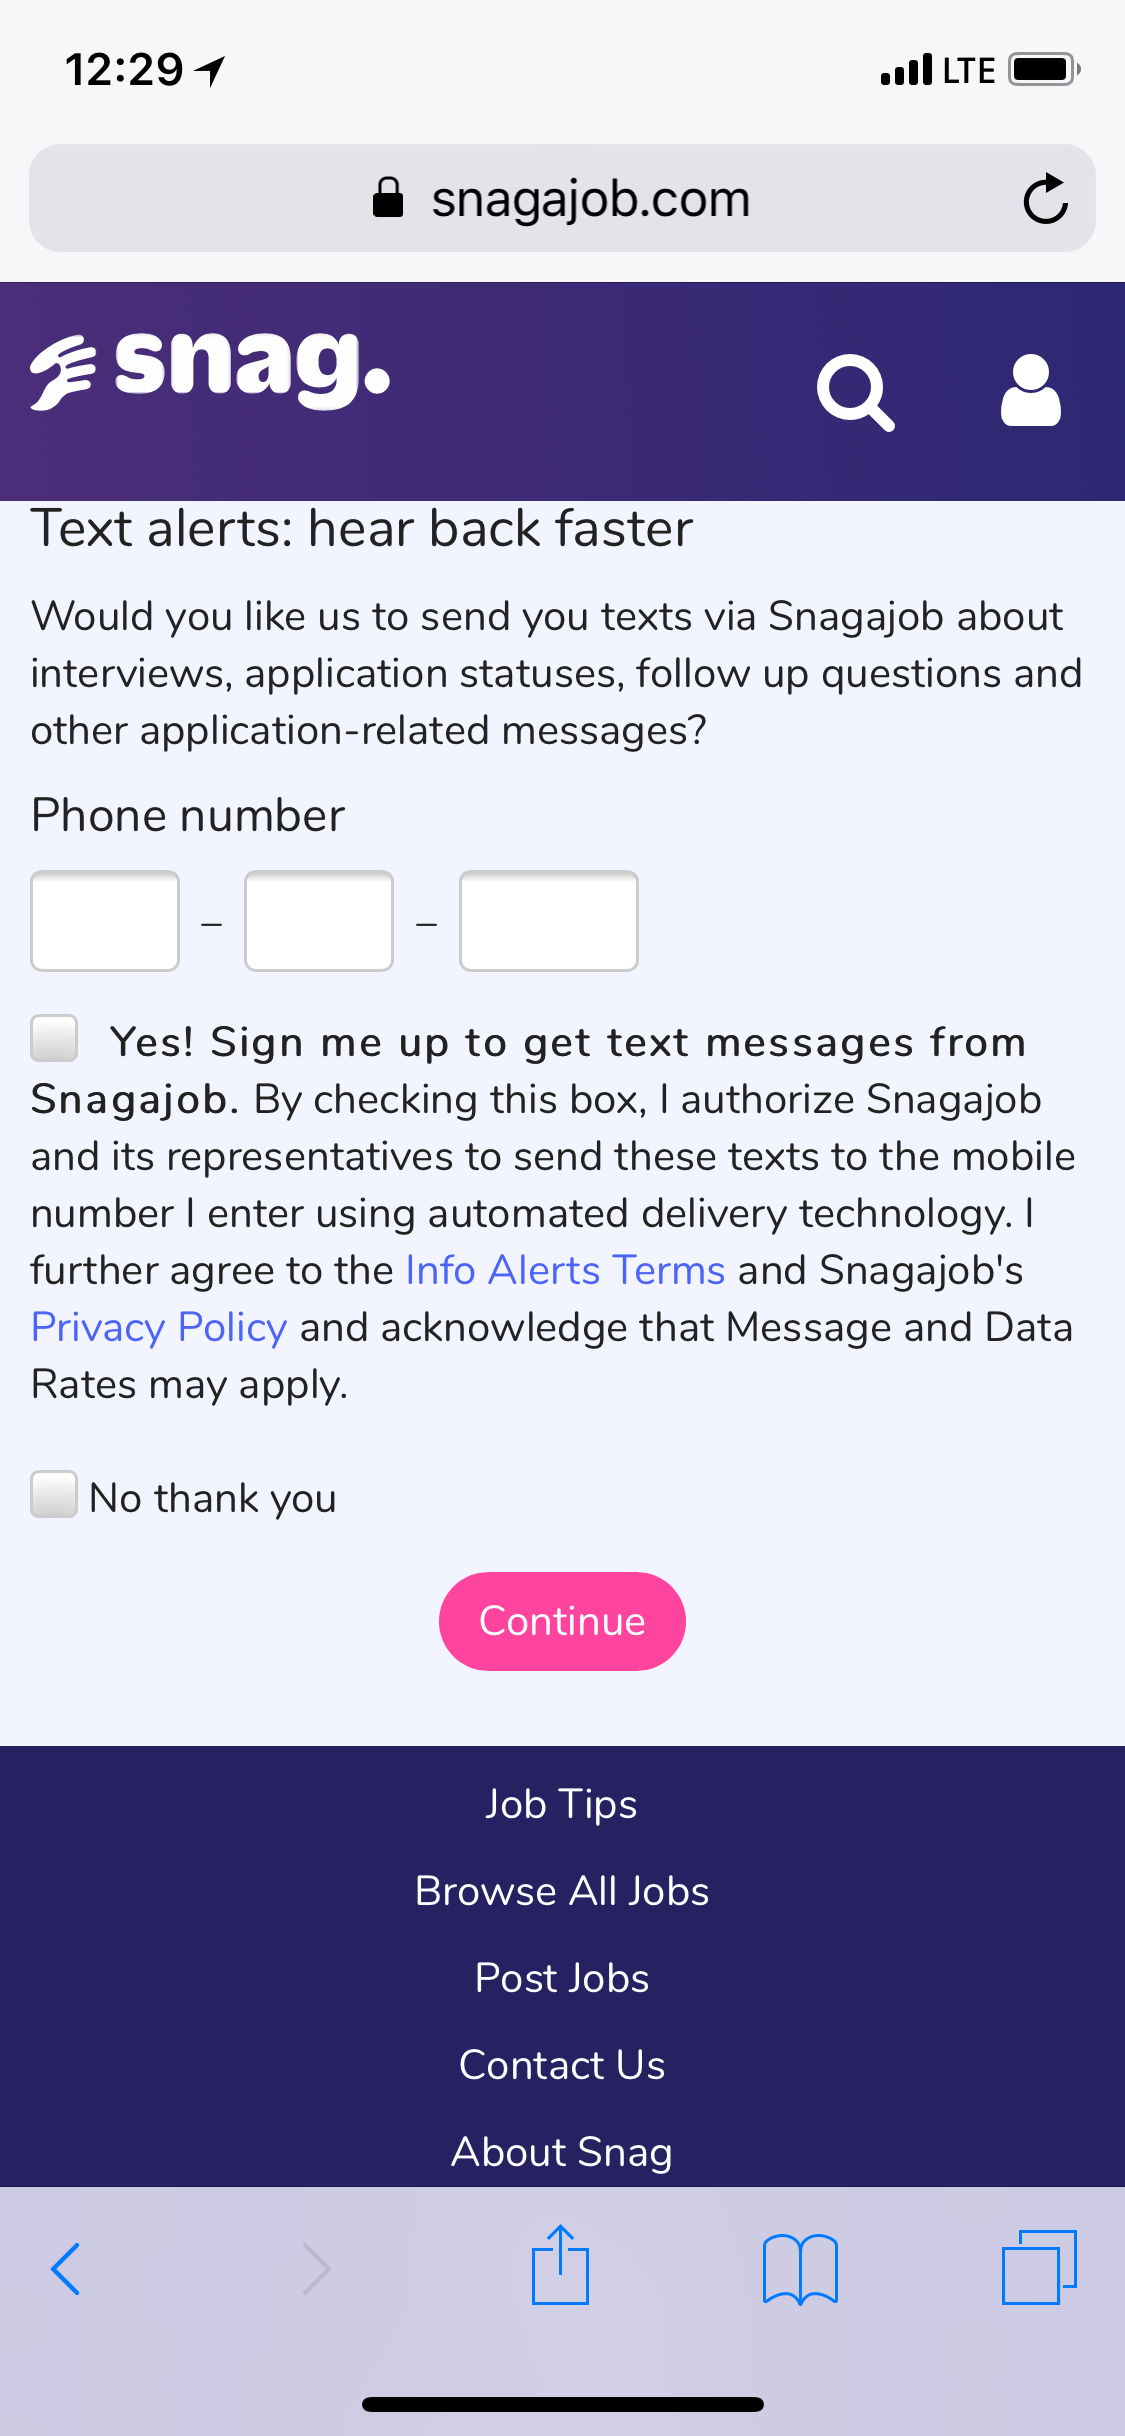 12:29
LTE
snagajob.com
snag.
Text alerts: hear back faster
Would you like us to send you texts via Snagajob about
interviews, application statuses, follow up questions and
other application-related messages?
Phone number
– –
Yes! Sign me up to get text messages from
Snagajob. By checking this box, I authorize Snagajob
and its representatives to send these texts to the mobile
number I enter using automated delivery technology. I
further agree to the Info Alerts Terms and Snagajob's
Privacy Policy and acknowledge that Message and Data
Rates may apply.
No thank you
Continue
Job Tips
Browse All Jobs
Post Jobs
Contact Us
About Snag